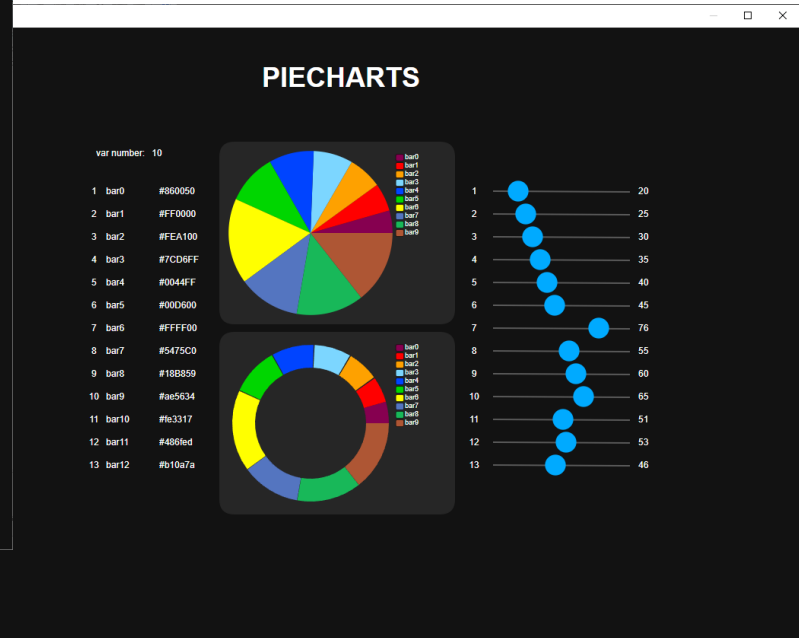 PIECHARTS
var number: 10
1 bar0 #860050
2 bar1 #FF0000
3 bar2 #FEA100
4 bar3 #7CD6FF
5 bar4 #0044FF
6 bar5 #00D600
7 bar6 #FFFF00
8 bar7 #5475C0
9 bar8 #18B859
10 bar9 #ae5634
11 bar10 #fe3317
12 bar11 #486fed
13 bar12 #b10a7a
bar0
bar1
bar2
bar3
bar4
bar5
bar6
bar7
bar8
bar9
bar0
bar1
bar2
bar3
bar4
bar5
bar6
bar7
bar8
bar9
1 20
2 25
3 30
4 35
5 40
6 45
7 76
8 55
9 60
10 65
11 51
12 53
13 46